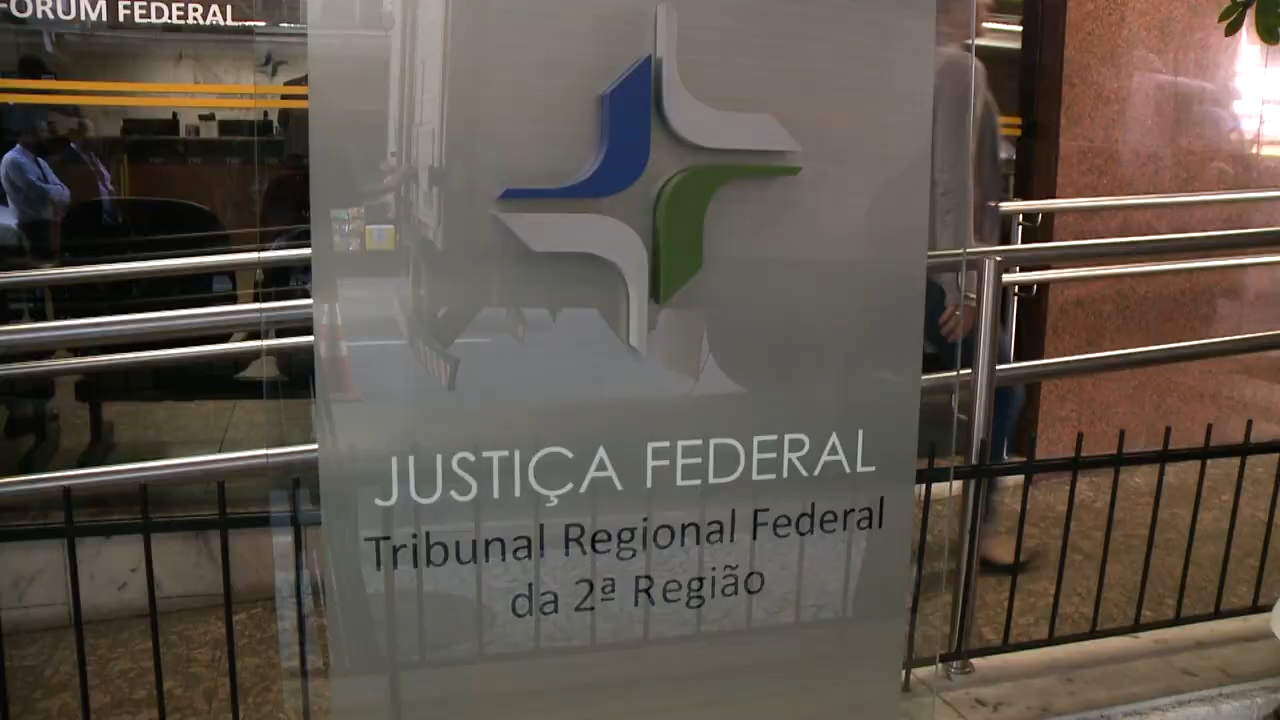 FORUM FEDERAL
JUSTIÇA FEDERAL
Tribunal Regional Federal
da 2ª Região